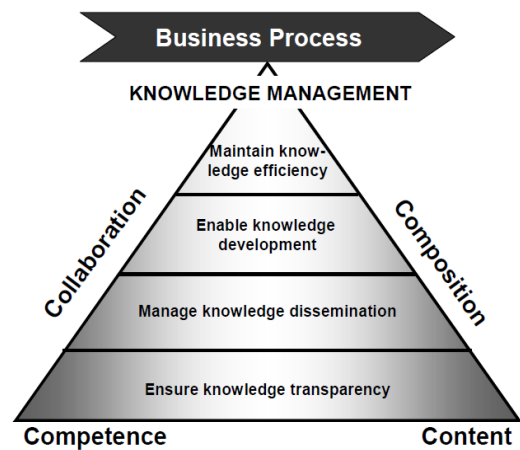 Business Process
KNOWLEDGE MANAGEMENT
Maintain know-
ledge efficiency
Enable knowledge
development
Manage knowledge dissemination
Ensure knowledge transparency
Collaboration
Composition
Competence
Content